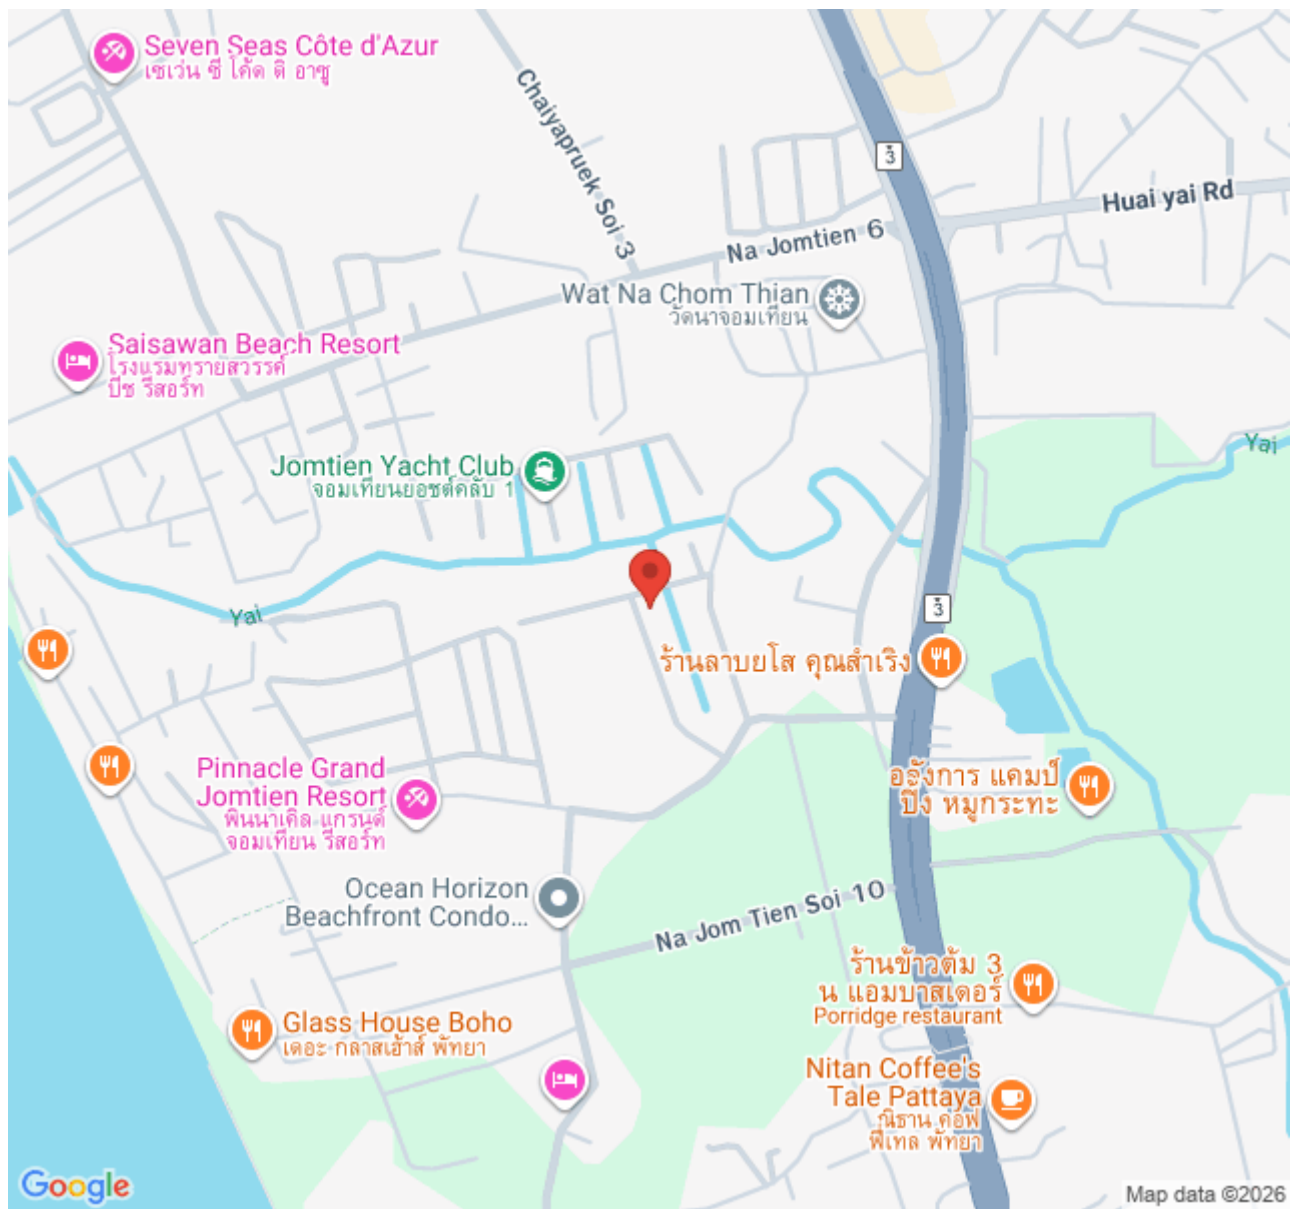 Seven Seas Côte d'Azur
เซเว่น ซี โค้ด ดิ อาซู
Chaiyapruek Soi 3
3
Huai yai Rd
Na Jomtien 6
Wat Na Chom Thian
วัดนาจอมเทียน
Saisawan Beach Resort
โรงแรมทรายสวรรค์
บีช รีสอร์ท
Yai
Jomtien Yacht Club
จอมเทียนยอชต์คลับ 1
Yai
3
ร้านลาบยโส คุณสำเริง
Pinnacle Grand
Jomtien Resort
พินนาเคิล แกรนด์
จอมเทียน รีสอร์ท
อลังการ แคมป์
ปิ้ง หมูกระทะ
Ocean Horizon
Beachfront Condo...
Na Jom Tien Soi 10
ร้านข้าวต้ม 3
น แอมบาสเดอร์
Porridge restaurant
Glass House Boho
เดอะ กลาสเฮ้าส์ พัทยา
Nitan Coffee's
Tale Pattaya
ณิธาน คอฟ
ฟีเทล พัทยา
Google
Map data ©2026